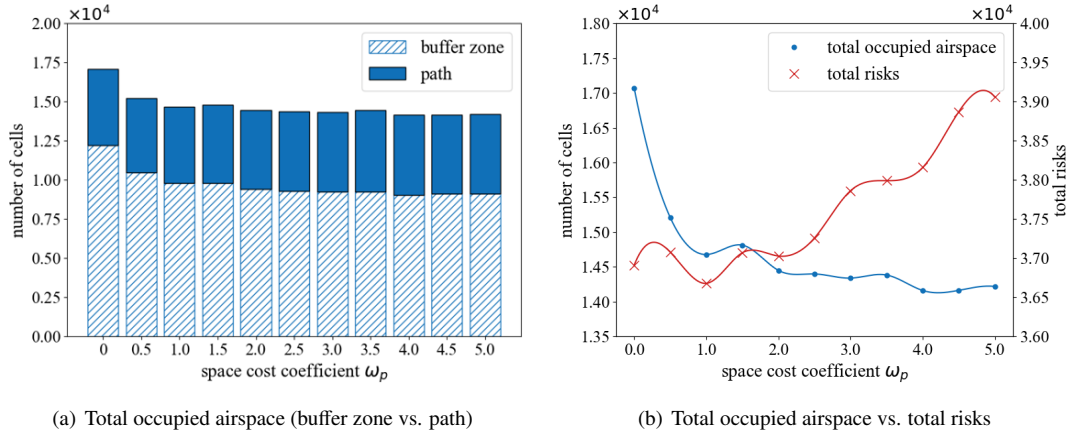 ×10⁴
2.00
1.75
1.50
1.25
1.00
0.75
0.50
0.25
0.00
number of cells
buffer zone
path
0 0.5 1.0 1.5 2.0 2.5 3.0 3.5 4.0 4.5 5.0
space cost coefficient ωₚ
(a) Total occupied airspace (buffer zone vs. path)
×10⁴
1.80
1.75
1.70
1.65
1.60
1.55
1.50
1.45
1.40
1.35
number of cells
total occupied airspace
total risks
×10⁴
4.00
3.95
3.90
3.85
3.80
3.75
3.70
3.65
3.60
total risks
0.0 1.0 2.0 3.0 4.0 5.0
space cost coefficient ωₚ
(b) Total occupied airspace vs. total risks